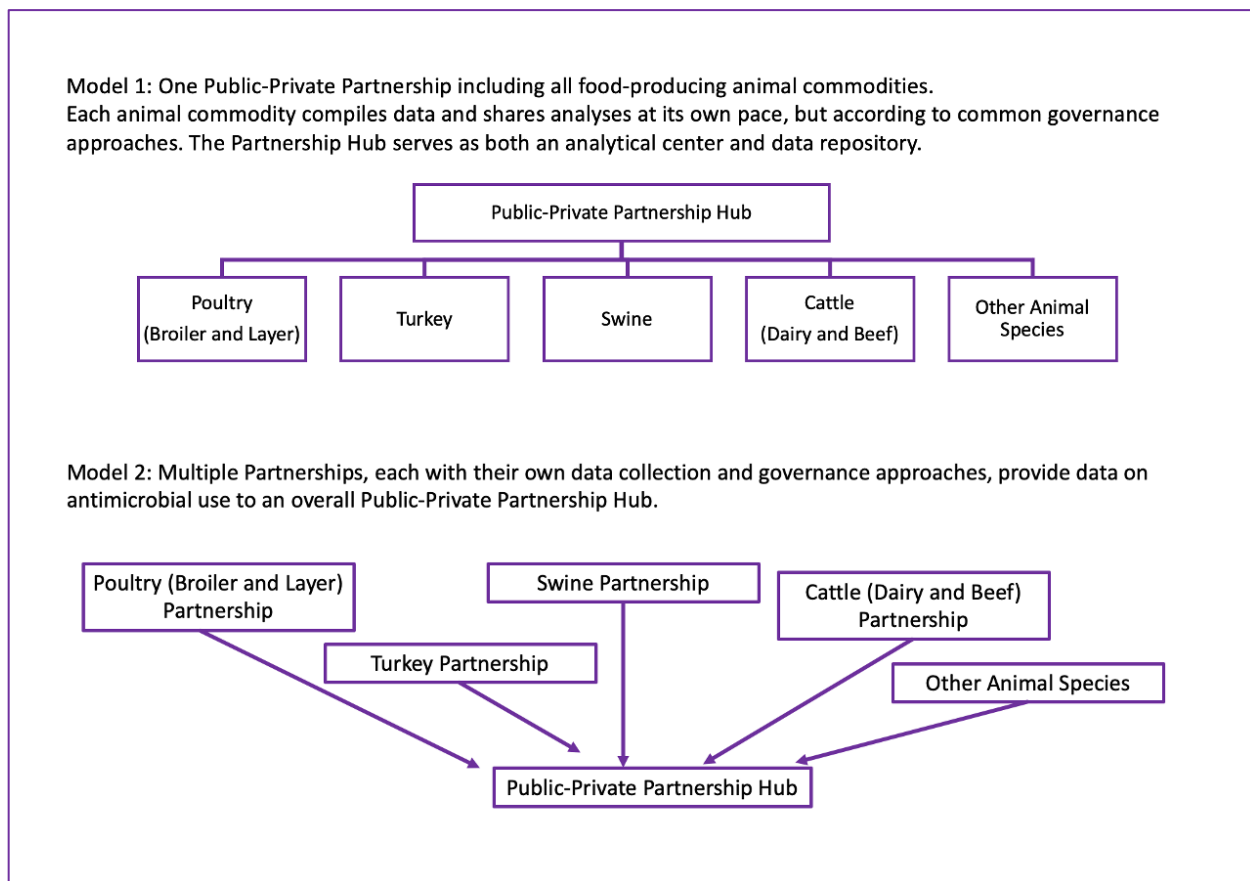 Model 1: One Public-Private Partnership including all food-producing animal commodities.
Each animal commodity compiles data and shares analyses at its own pace, but according to common governance
approaches. The Partnership Hub serves as both an analytical center and data repository.
Public-Private Partnership Hub
Poultry
(Broiler and Layer)
Turkey
Swine
Cattle
(Dairy and Beef)
Other Animal
Species
Model 2: Multiple Partnerships, each with their own data collection and governance approaches, provide data on
antimicrobial use to an overall Public-Private Partnership Hub.
Poultry (Broiler and Layer)
Partnership
Swine Partnership
Cattle (Dairy and Beef)
Partnership
Turkey Partnership
Other Animal Species
Public-Private Partnership Hub